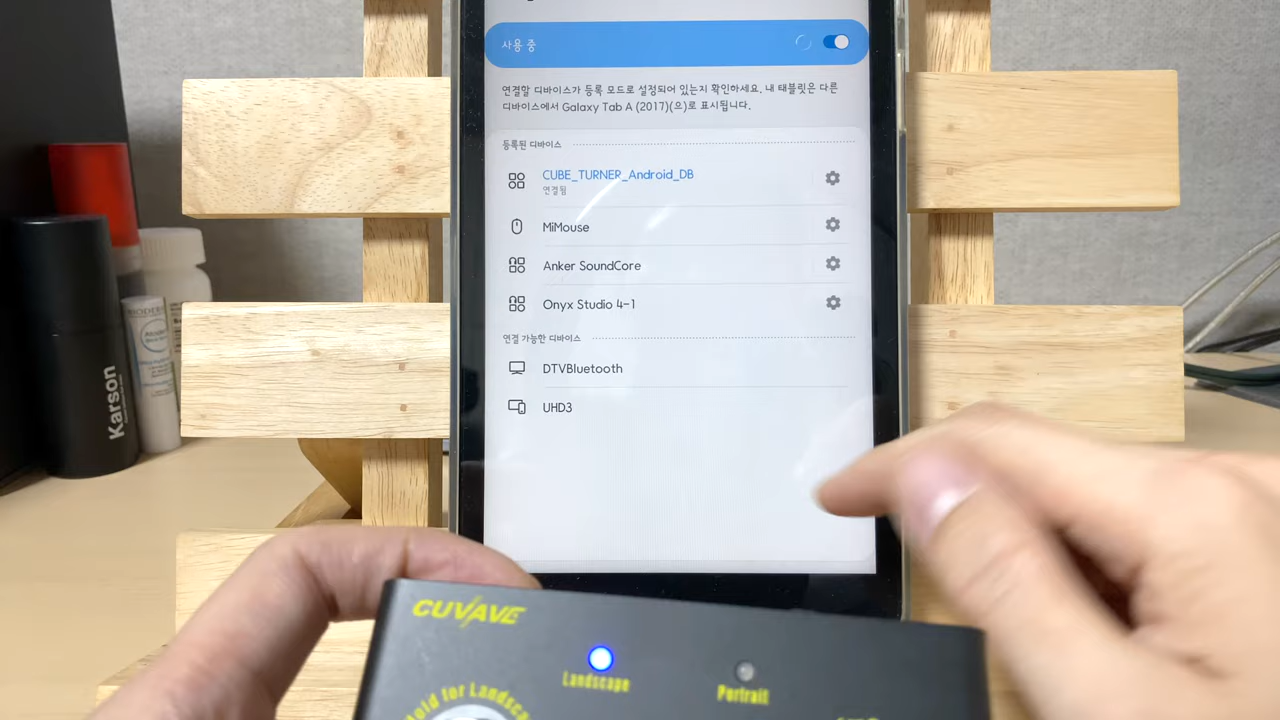 사용 중
연결할 디바이스가 등록 모드로 설정되어 있는지 확인하세요. 내 태블릿은 다른
디바이스에서 Galaxy Tab A (2017)(으)로 표시됩니다.
등록된 디바이스
CUBE_TURNER_Android_DB
연결됨
MiMouse
Anker SoundCore
Onyx Studio 4-1
연결 가능한 디바이스
DTVBluetooth
UHD3
Karson
BIODERMA
CUVAVE
Landscape
Portrait
for Landsca